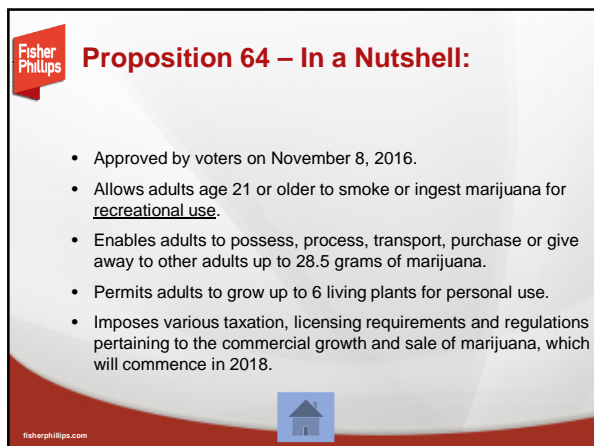 Fisher
Phillips
Proposition 64 – In a Nutshell:
• Approved by voters on November 8, 2016.
• Allows adults age 21 or older to smoke or ingest marijuana for
recreational use.
• Enables adults to possess, process, transport, purchase or give
away to other adults up to 28.5 grams of marijuana.
• Permits adults to grow up to 6 living plants for personal use.
• Imposes various taxation, licensing requirements and regulations
pertaining to the commercial growth and sale of marijuana, which
will commence in 2018.
fisherphillips.com